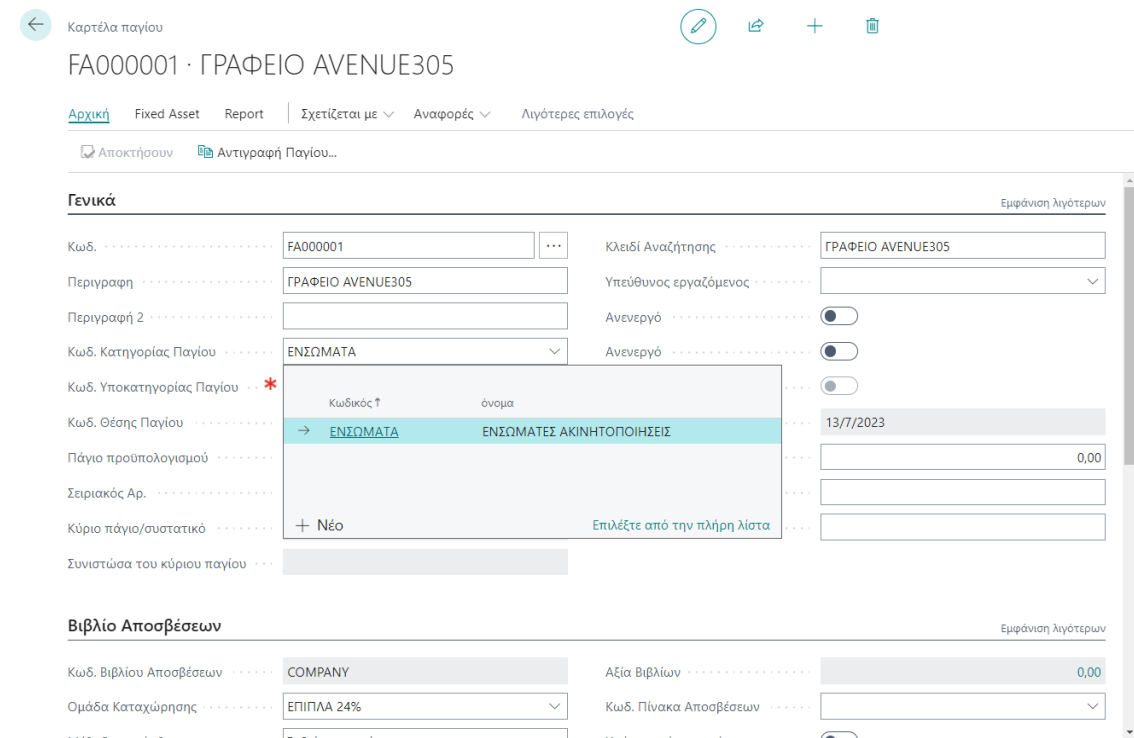 Καρτέλα παγίου
FA000001 · ΓΡΑΦΕΙΟ AVENUE305
Αρχική Fixed Asset Report Σχετίζεται με Αναφορές Λιγότερες επιλογές
Αποκτήσουν Αντιγραφή Παγίου...
Γενικά Εμφάνιση λιγότερων
Κωδ. FA000001 ... Κλειδί Αναζήτησης ΓΡΑΦΕΙΟ AVENUE305
Περιγραφη ΓΡΑΦΕΙΟ AVENUE305 Υπεύθυνος εργαζόμενος
Περιγραφή 2 Ανενεργό
Κωδ. Κατηγορίας Παγίου ΕΝΣΩΜΑΤΑ Ανενεργό
Κωδ. Υποκατηγορίας Παγίου *
Κωδικός ↑ όνομα
Κωδ. Θέσης Παγίου 13/7/2023
→ ΕΝΣΩΜΑΤΑ ΕΝΣΩΜΑΤΕΣ ΑΚΙΝΗΤΟΠΟΙΗΣΕΙΣ
Πάγιο προϋπολογισμού 0,00
Σειριακός Αρ.
Κύριο πάγιο/συστατικό + Νέο Επιλέξτε από την πλήρη λίστα
Συνιστώσα του κύριου παγίου
Βιβλίο Αποσβέσεων Εμφάνιση λιγότερων
Κωδ. Βιβλίου Αποσβέσεων COMPANY Αξία Βιβλίων 0,00
Ομάδα Καταχώρησης ΕΠΙΠΛΑ 24% Κωδ. Πίνακα Αποσβέσεων